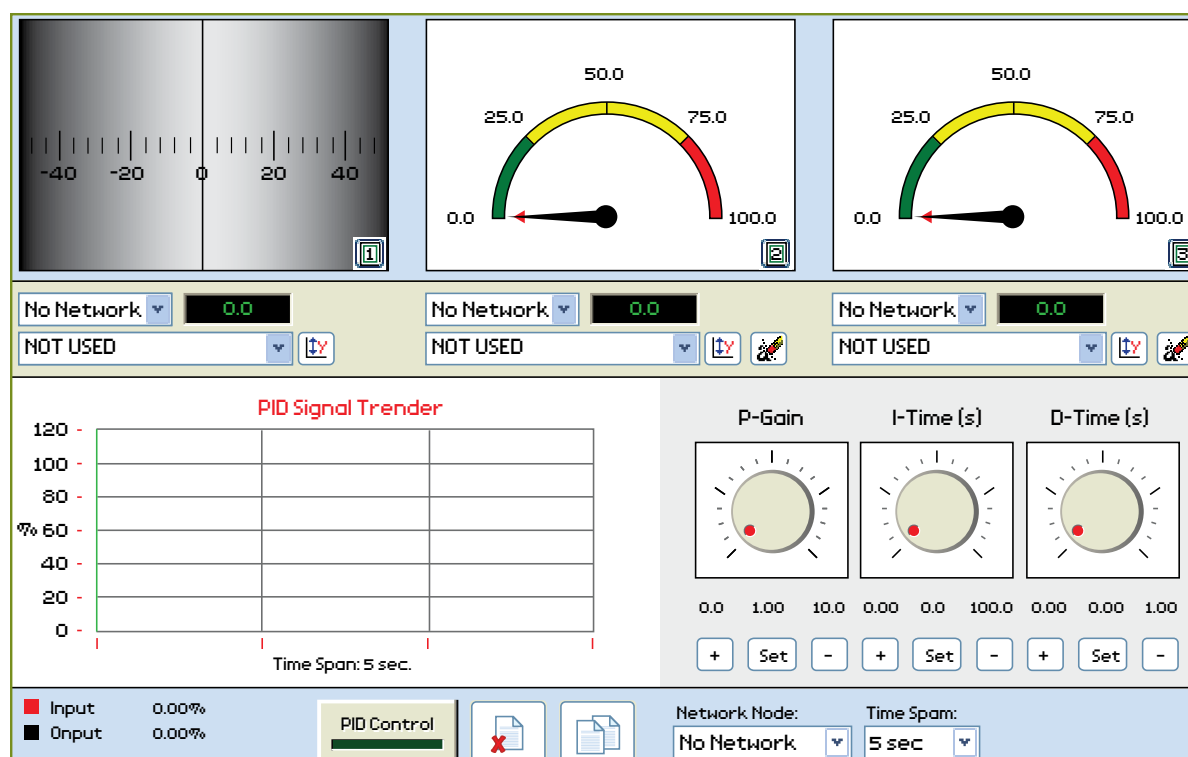 50.0 50.0
25.0 75.0 25.0 75.0
-40 -20 0 20 40
0.0 100.0 0.0 100.0
1 2 3
No Network 0.0 No Network 0.0 No Network 0.0
NOT USED Y NOT USED Y NOT USED Y
PID Signal Trender
120
100
80
% 60
40
20
0
Time Span: 5 sec.
P-Gain I-Time (s) D-Time (s)
0.0 1.00 10.0 0.00 0.0 100.0 0.00 0.00 1.00
+ Set - + Set - + Set -
Input 0.00%
Onput 0.00%
PID Control
Network Node: Time Spam:
No Network 5 sec